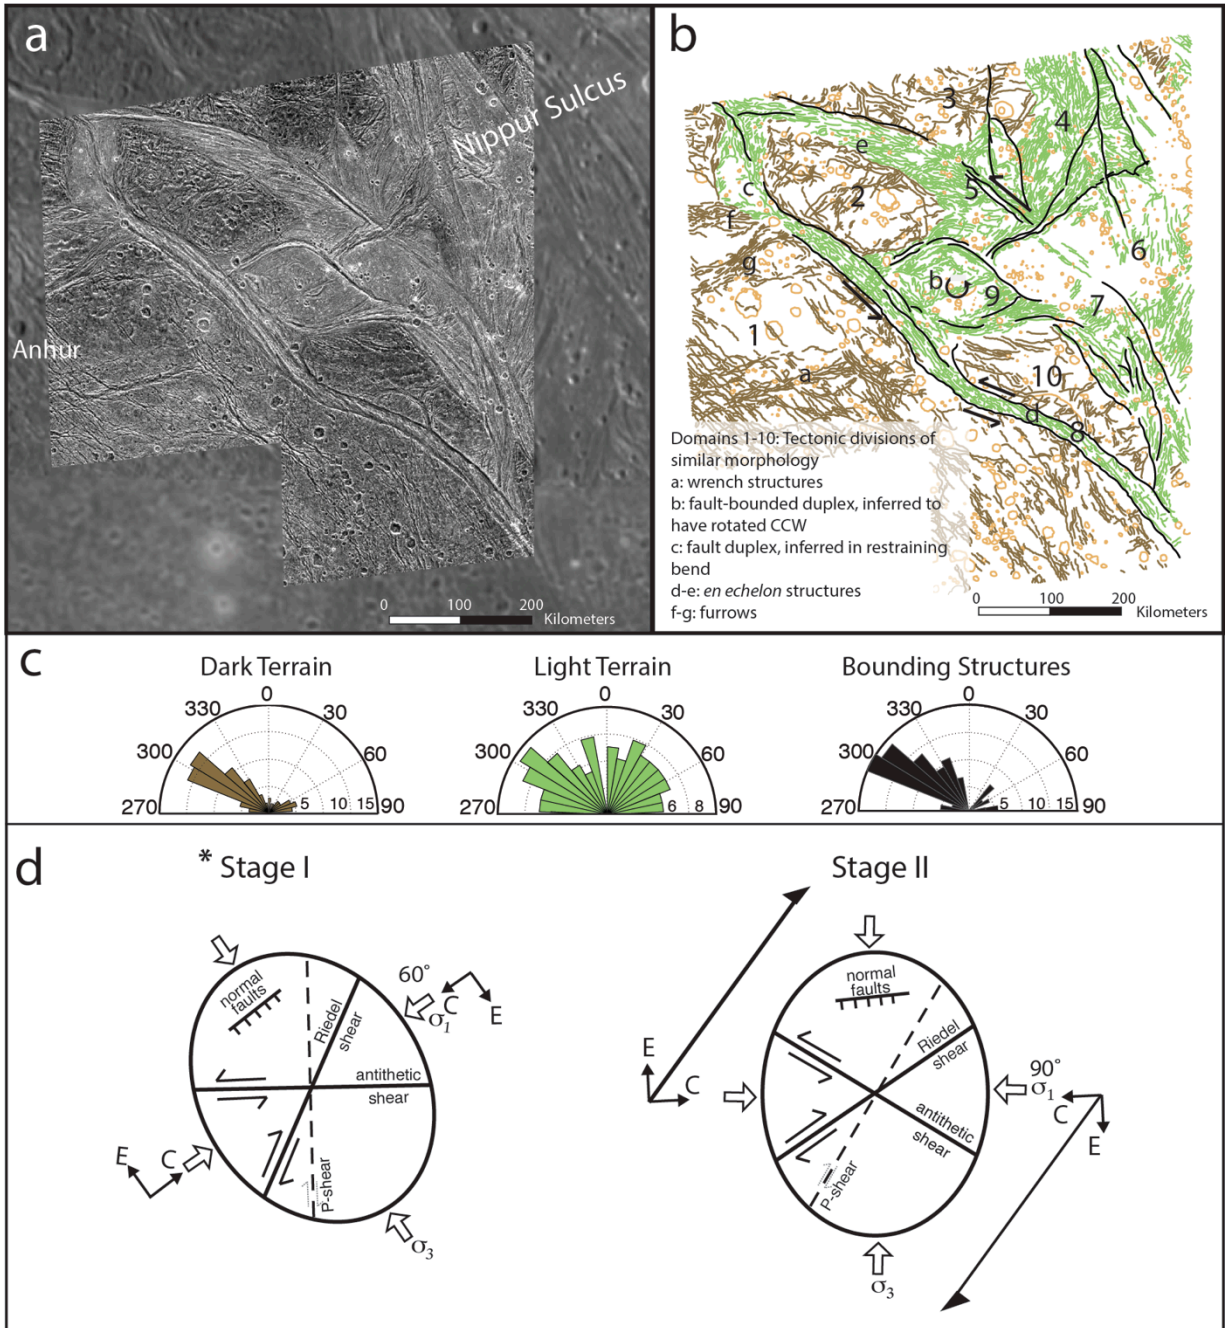 a
Nippur Sulcus
Anhur
0 100 200
Kilometers
b
3
4
e
5
c
2
f
6
g
b
9
7
1
a
10
d
8
Domains 1-10: Tectonic divisions of
similar morphology
a: wrench structures
b: fault-bounded duplex, inferred to
have rotated CCW
c: fault duplex, inferred in restraining
bend
d-e: en echelon structures
f-g: furrows
0 100 200
Kilometers
c
Dark Terrain
0
330 30
300 60
270 5 10 15 90
Light Terrain
0
330 30
300 60
270 6 8 90
Bounding Structures
0
330 30
300 60
270 5 10 15 90
d
* Stage I
normal
faults
Riedel
shear
antithetic
shear
P-shear
60°
C
E
σ1
E
C
σ3
Stage II
normal
faults
Riedel
shear
antithetic
shear
P-shear
E
C
90°
σ1
C
E
σ3